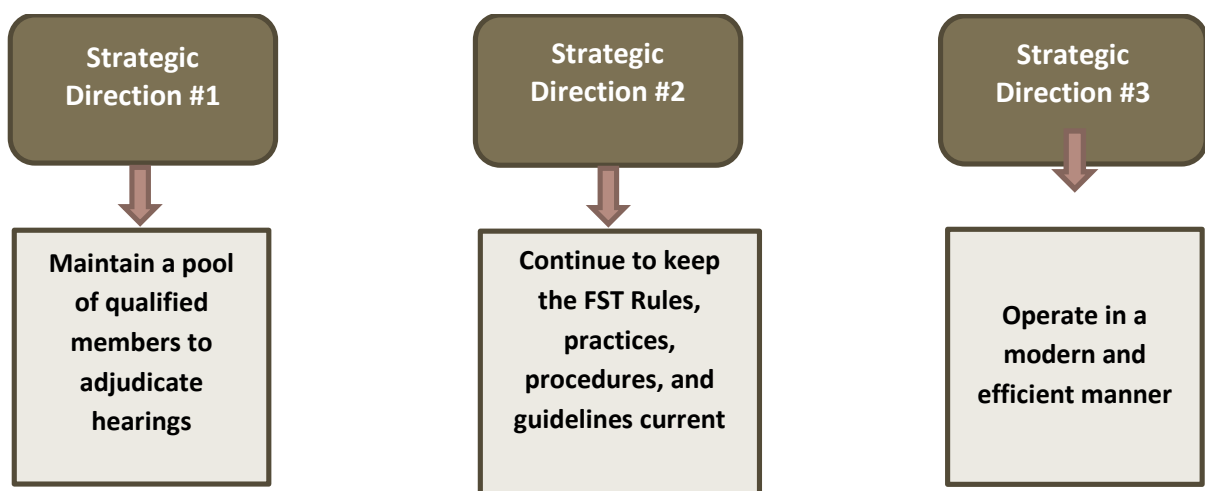 Strategic
Direction #1
Strategic
Direction #2
Strategic
Direction #3
Maintain a pool
of qualified
members to
adjudicate
hearings
Continue to keep
the FST Rules,
practices,
procedures, and
guidelines current
Operate in a
modern and
efficient manner